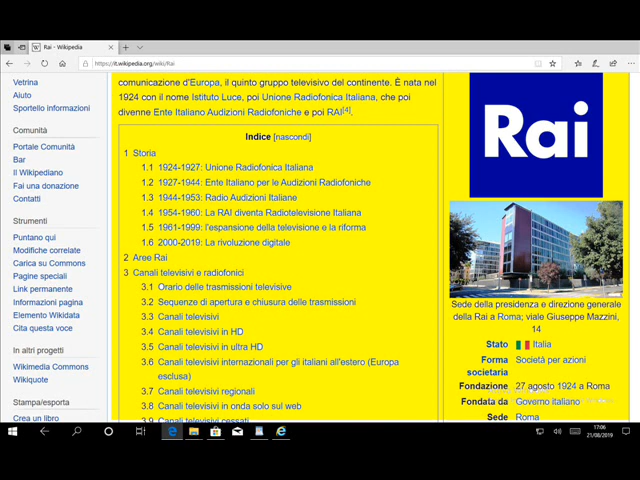 Rai - Wikipedia
https://it.wikipedia.org/wiki/Rai
Vetrina
Aiuto
Sportello informazioni
Comunità
Portale Comunità
Bar
Il Wikipediano
Fai una donazione
Contatti
Strumenti
Puntano qui
Modifiche correlate
Carica su Commons
Pagine speciali
Link permanente
Informazioni pagina
Elemento Wikidata
Cita questa voce
In altri progetti
Wikimedia Commons
Wikiquote
Stampa/esporta
Crea un libro
comunicazione d'Europa, il quinto gruppo televisivo del continente. È nata nel
1924 con il nome Istituto Luce, poi Unione Radiofonica Italiana, che poi
divenne Ente Italiano Audizioni Radiofoniche e poi RAI[4].
Indice [nascondi]
1 Storia
1.1 1924-1927: Unione Radiofonica Italiana
1.2 1927-1944: Ente Italiano per le Audizioni Radiofoniche
1.3 1944-1953: Radio Audizioni Italiane
1.4 1954-1960: La RAI diventa Radiotelevisione Italiana
1.5 1961-1999: l'espansione della televisione e la riforma
1.6 2000-2019: La rivoluzione digitale
2 Aree Rai
3 Canali televisivi e radiofonici
3.1 Orario delle trasmissioni televisive
3.2 Sequenze di apertura e chiusura delle trasmissioni
3.3 Canali televisivi
3.4 Canali televisivi in HD
3.5 Canali televisivi in ultra HD
3.6 Canali televisivi internazionali per gli italiani all'estero (Europa
esclusa)
3.7 Canali televisivi regionali
3.8 Canali televisivi in onda solo sul web
3.9 Canali televisivi cessati
Rai
Sede della presidenza e direzione generale
della Rai a Roma; viale Giuseppe Mazzini,
14
Stato Italia
Forma societaria Società per azioni
Fondazione 27 agosto 1924 a Roma
Fondata da Governo italiano
Sede Roma
17:06
21/08/2019